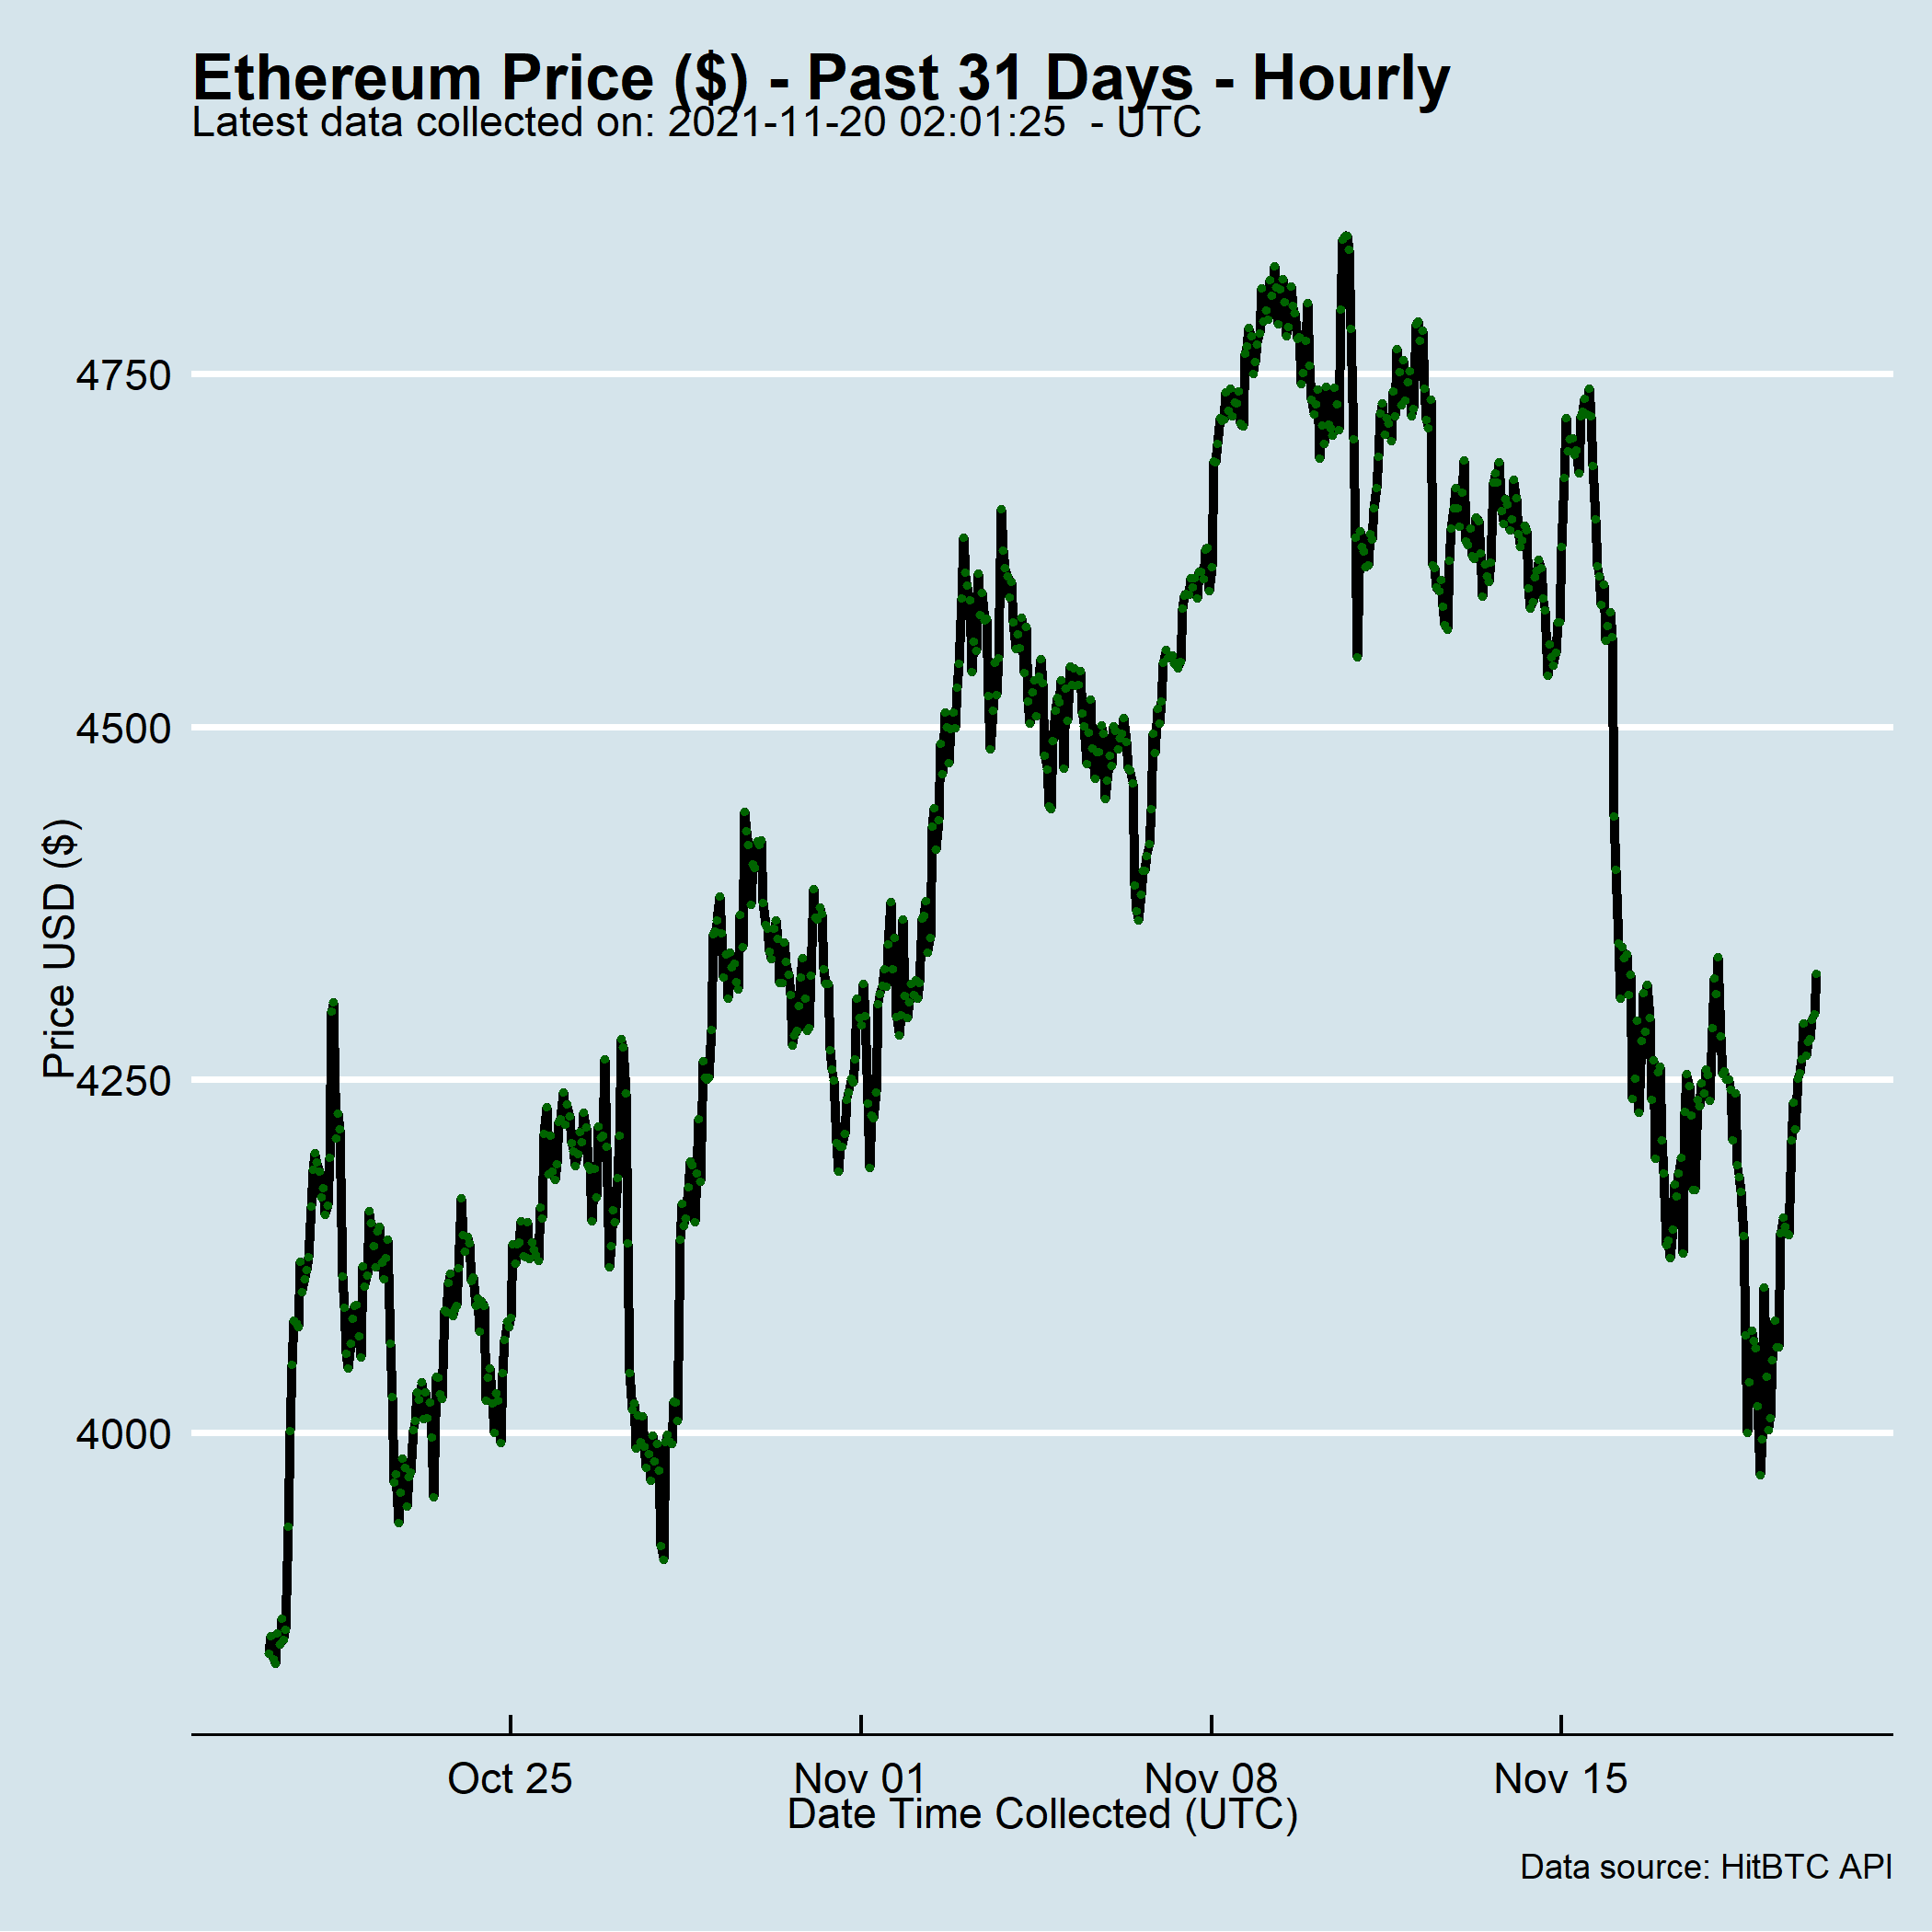 Ethereum Price ($) - Past 31 Days - Hourly
Latest data collected on: 2021-11-20 02:01:25  - UTC
4750
4500
4250
4000
Price USD ($)
Oct 25
Nov 01
Nov 08
Nov 15
Date Time Collected (UTC)
Data source: HitBTC API